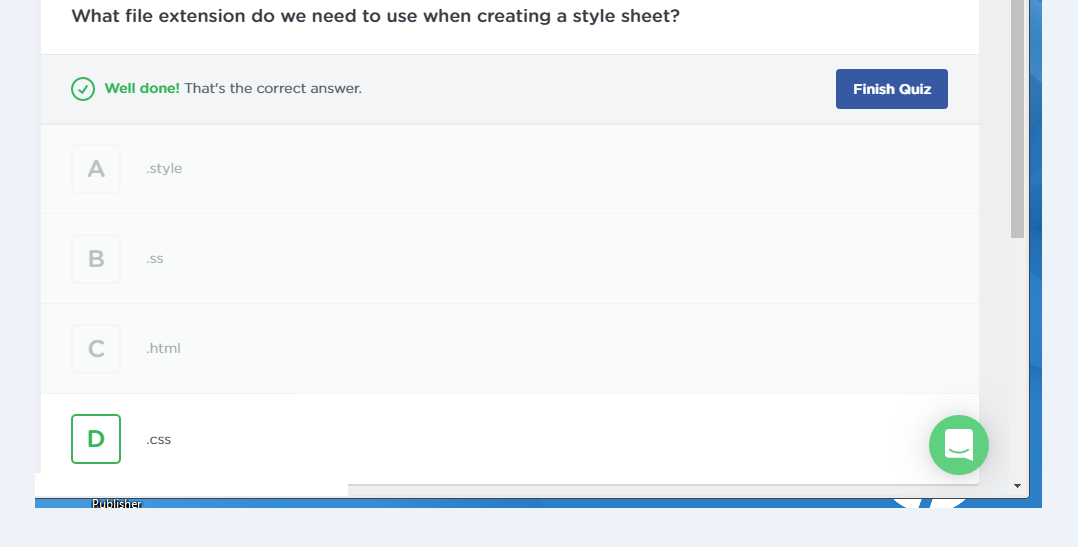 What file extension do we need to use when creating a style sheet?
Well done! That's the correct answer.
Finish Quiz
A .style
B .ss
C .html
D .css
Publisher